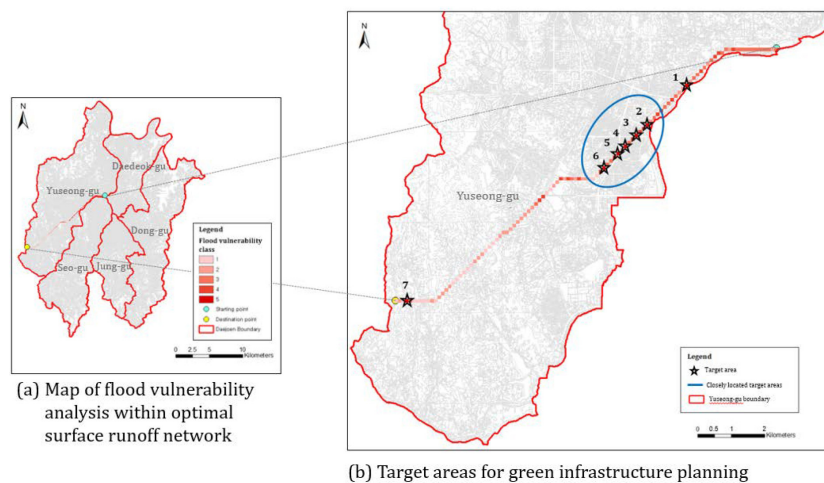 N
Daedeok-gu
Yuseong-gu
Dong-gu
Seo-gu
Jung-gu
Legend
Flood vulnerability
class
1
2
3
4
5
Starting point
Destination point
Daejeon Boundary
0 2.5 5 10
Kilometers
(a) Map of flood vulnerability
analysis within optimal
surface runoff network
N
1
2
3
4
5
6
Yuseong-gu
7
Legend
Target area
Closely located target areas
Yuseong-gu boundary
0 0.5 1 2
Kilometers
(b) Target areas for green infrastructure planning